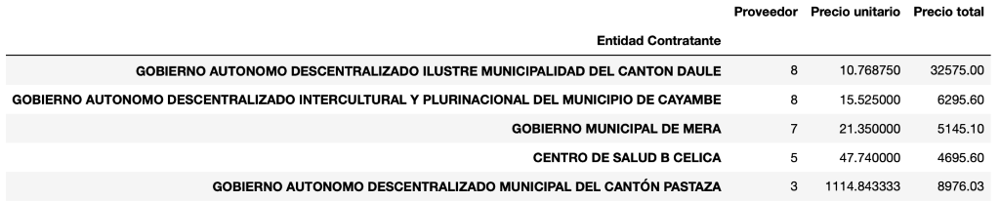 Proveedor Precio unitario Precio total
Entidad Contratante
GOBIERNO AUTONOMO DESCENTRALIZADO ILUSTRE MUNICIPALIDAD DEL CANTON DAULE 8 10.768750 32575.00
GOBIERNO AUTONOMO DESCENTRALIZADO INTERCULTURAL Y PLURINACIONAL DEL MUNICIPIO DE CAYAMBE 8 15.525000 6295.60
GOBIERNO MUNICIPAL DE MERA 7 21.350000 5145.10
CENTRO DE SALUD B CELICA 5 47.740000 4695.60
GOBIERNO AUTONOMO DESCENTRALIZADO MUNICIPAL DEL CANTÓN PASTAZA 3 1114.843333 8976.03